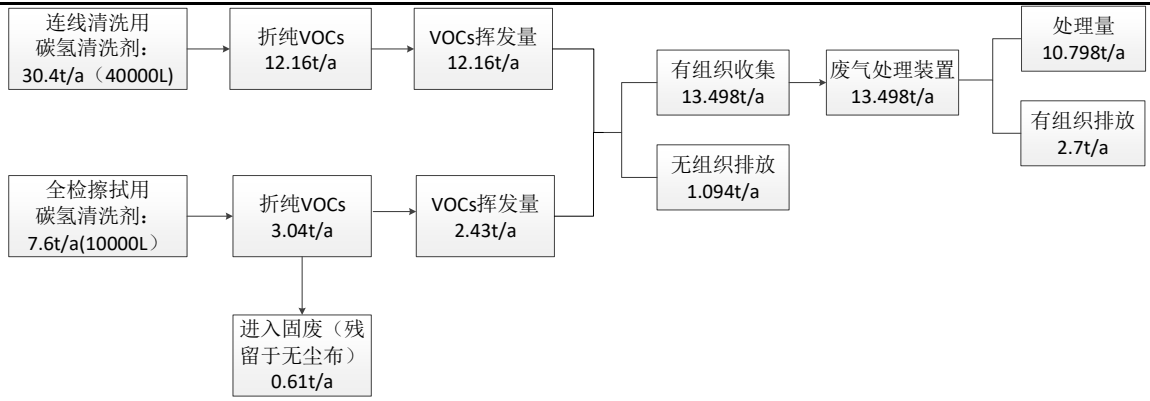 连线清洗用
碳氢清洗剂：
30.4t/a（40000L)
折纯VOCs
12.16t/a
VOCs挥发量
12.16t/a
有组织收集
13.498t/a
废气处理装置
13.498t/a
处理量
10.798t/a
有组织排放
2.7t/a
无组织排放
1.094t/a
全检擦拭用
碳氢清洗剂：
7.6t/a(10000L）
折纯VOCs
3.04t/a
VOCs挥发量
2.43t/a
进入固废（残
留于无尘布）
0.61t/a